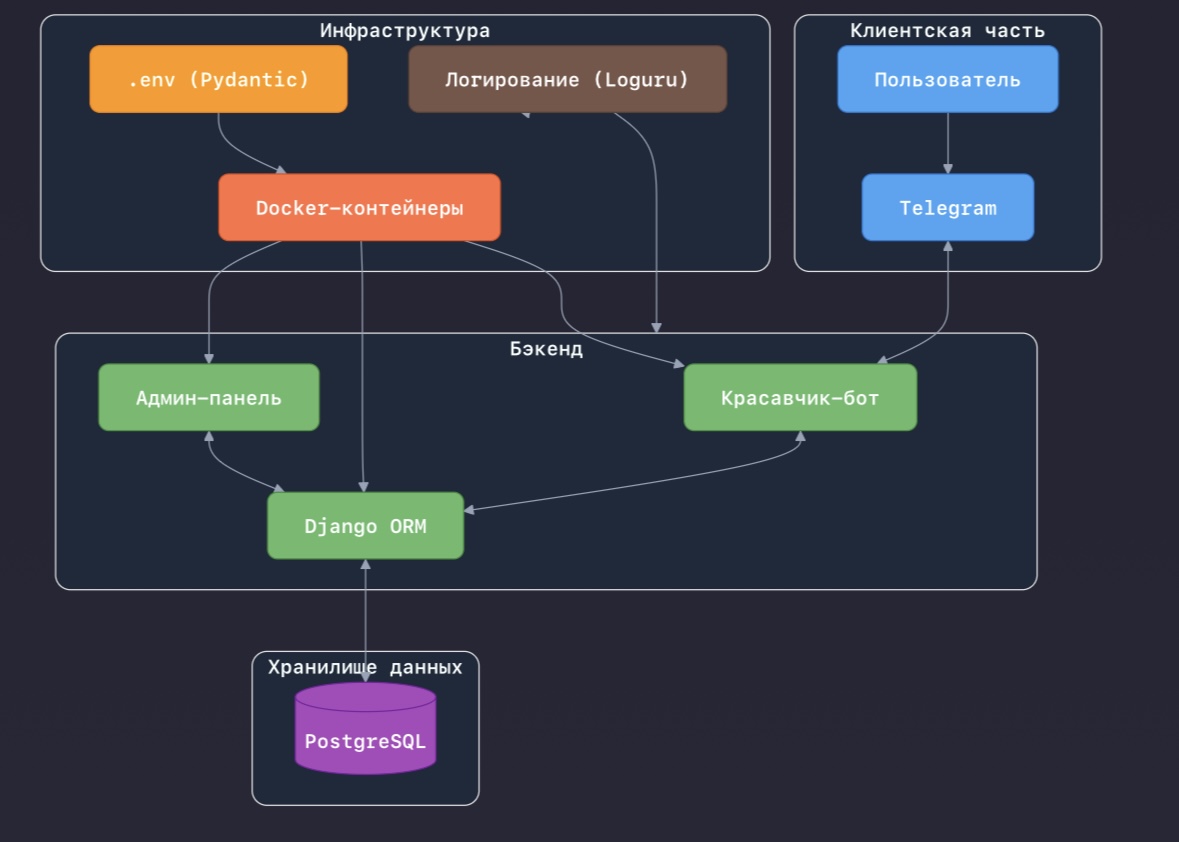 Инфраструктура
Клиентская часть
.env (Pydantic)
Логирование (Loguru)
Пользователь
Docker-контейнеры
Telegram
Бэкенд
Админ-панель
Красавчик-бот
Django ORM
Хранилище данных
PostgreSQL